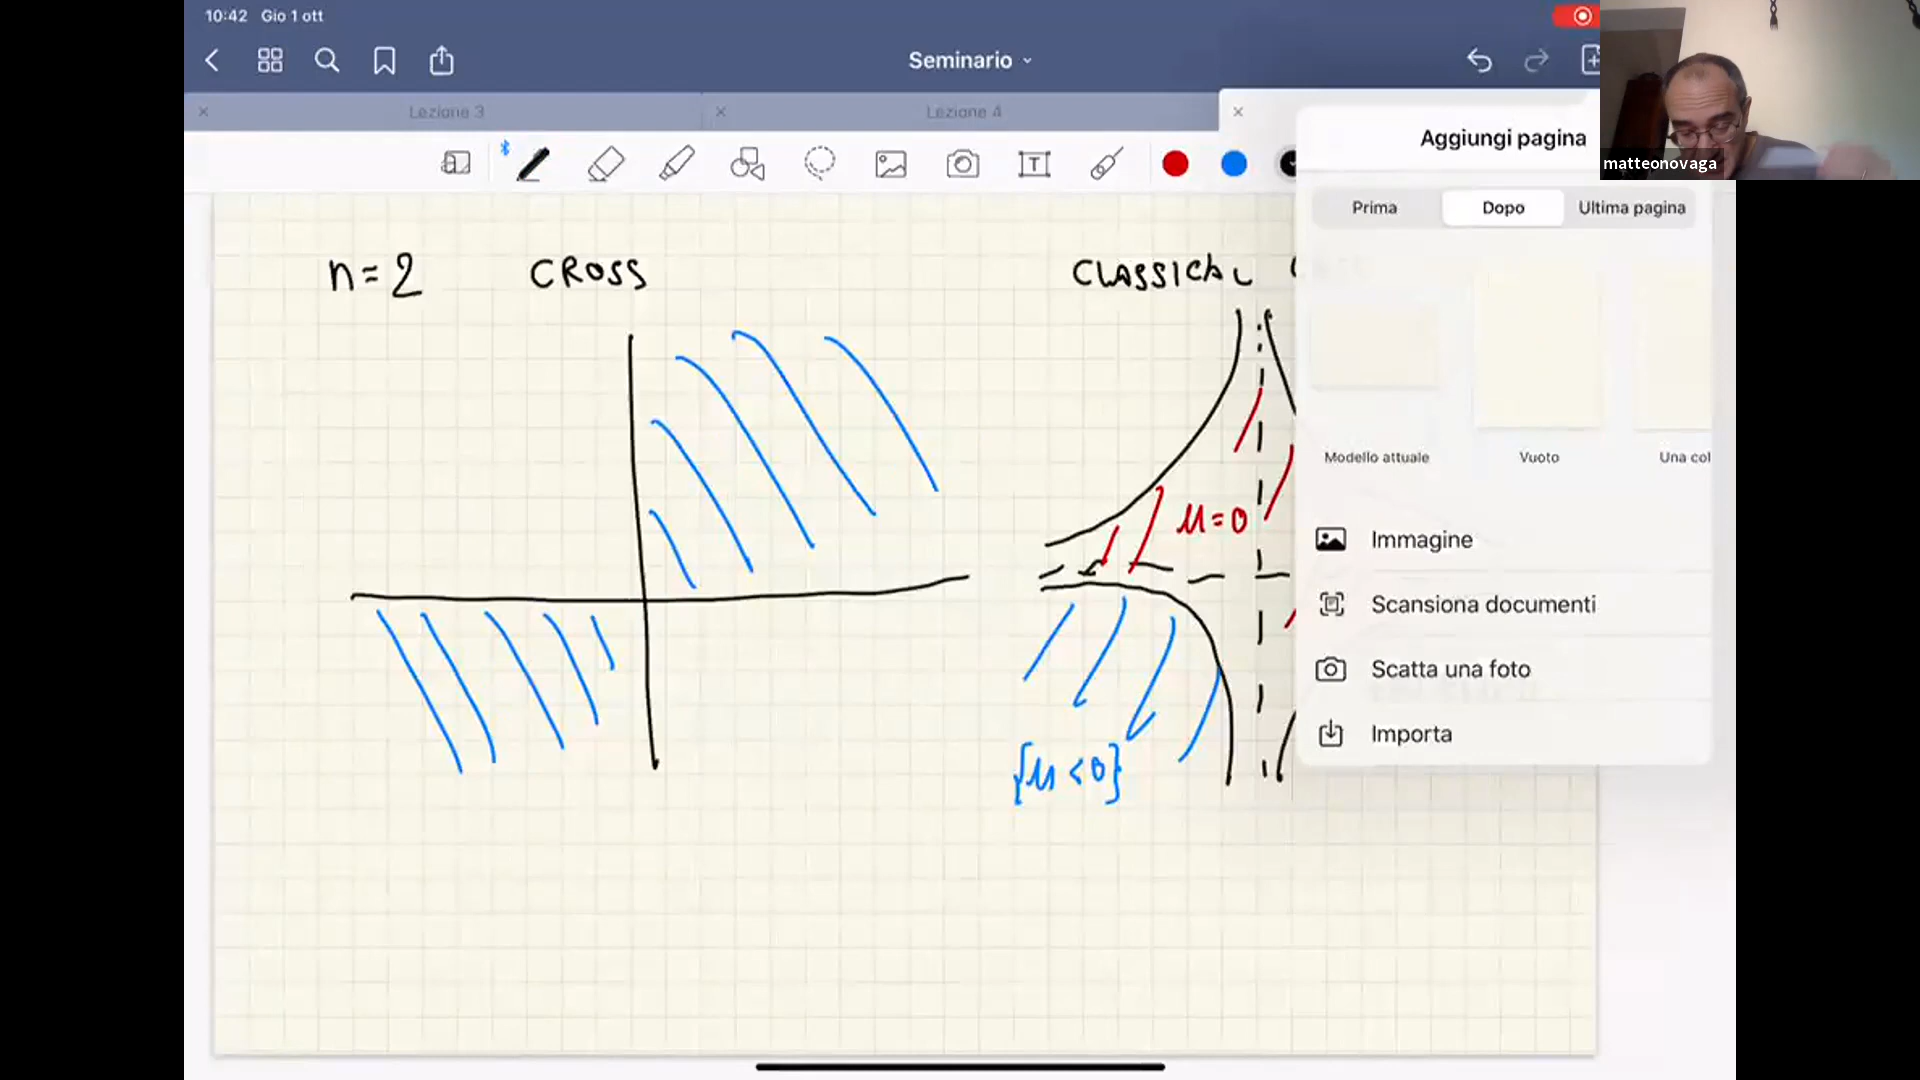 10:42 Gio 1 ott
Seminario
Lezione 3
Lezione 4
T
Aggiungi pagina
matteonovaga
Prima
Dopo
Ultima pagina
n=2 CROSS
CLASSICAL
Modello attuale
Vuoto
Una col
u=0
Immagine
Scansiona documenti
Scatta una foto
Importa
{u<0}